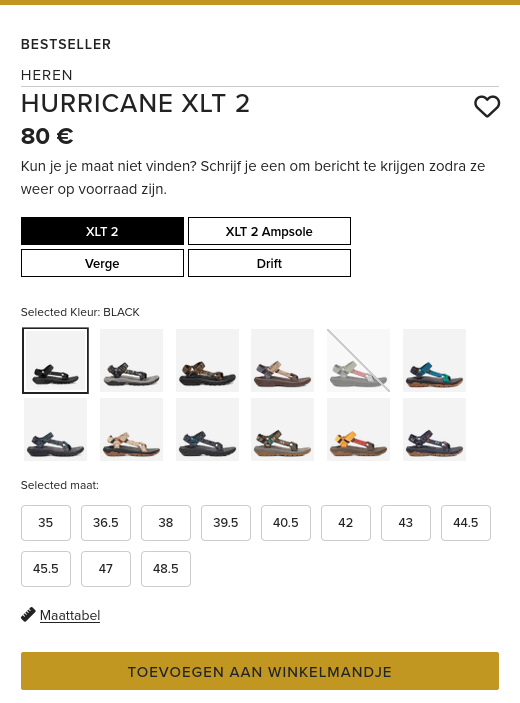 BESTSELLER
HEREN
HURRICANE XLT 2
80 €
Kun je je maat niet vinden? Schrijf je een om bericht te krijgen zodra ze
weer op voorraad zijn.
XLT 2 XLT 2 Ampsole
Verge Drift
Selected Kleur: BLACK
Selected maat:
35 36.5 38 39.5 40.5 42 43 44.5
45.5 47 48.5
Maattabel
TOEVOEGEN AAN WINKELMANDJE